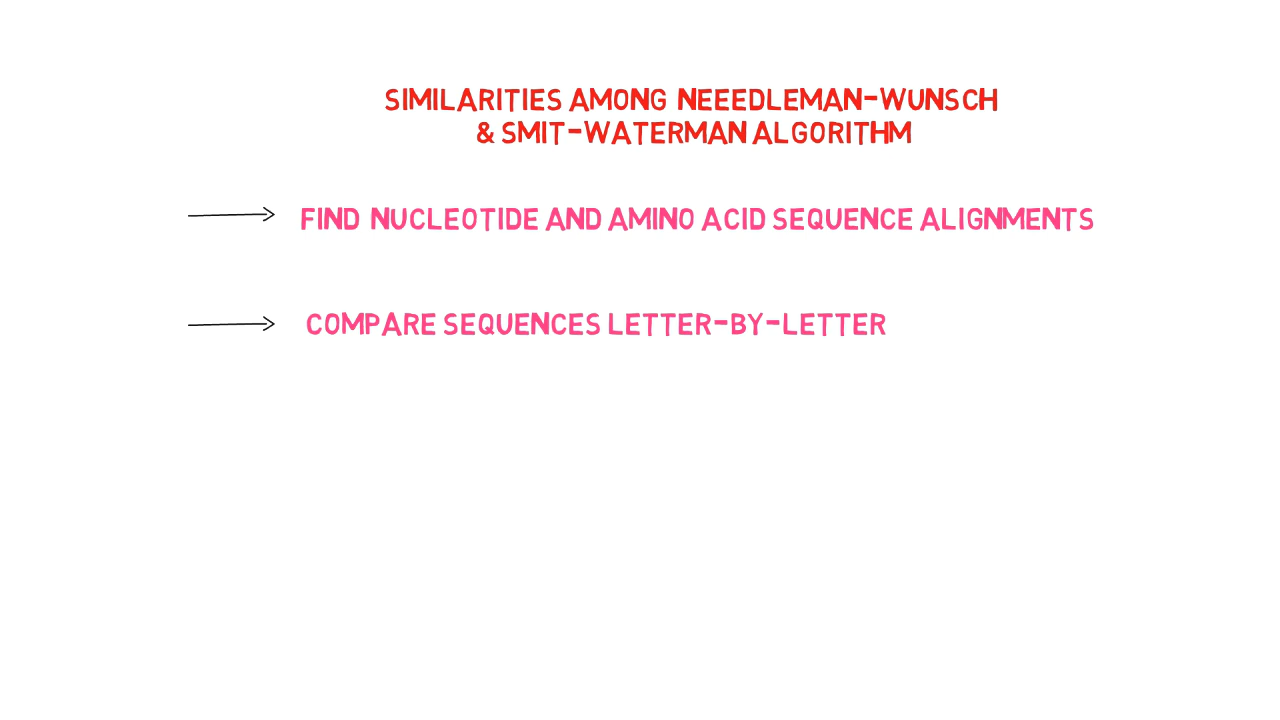 SIMILARITIES AMONG NEEEDLEMAN-WUNSCH
& SMIT-WATERMAN ALGORITHM
FIND NUCLEOTIDE AND AMINO ACID SEQUENCE ALIGNMENTS
COMPARE SEQUENCES LETTER-BY-LETTER